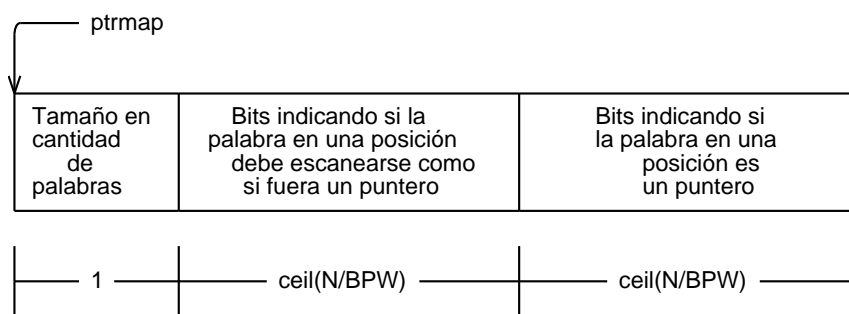 ptrmap
Tamaño en
cantidad
de
palabras
Bits indicando si la
palabra en una posición
debe escanearse como
si fuera un puntero
Bits indicando si
la palabra en una
posición es
un puntero
1
ceil(N/BPW)
ceil(N/BPW)